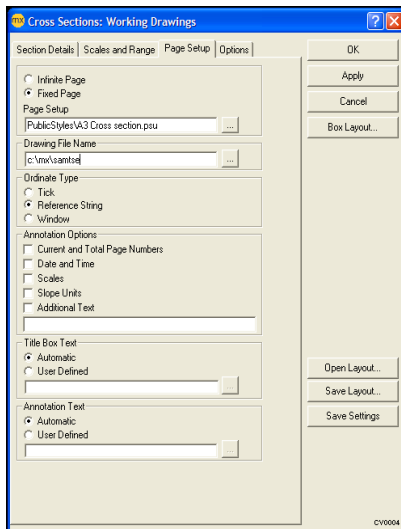 mx Cross Sections: Working Drawings
Section Details Scales and Range Page Setup Options
OK
Apply
Cancel
Box Layout...
Infinite Page
Fixed Page
Page Setup
PublicStyles\A3 Cross section.psu ...
Drawing File Name
c:\mx\samtse ...
Ordinate Type
Tick
Reference String
Window
Annotation Options
Current and Total Page Numbers
Date and Time
Scales
Slope Units
Additional Text
Title Box Text
Automatic
User Defined
...
Annotation Text
Automatic
User Defined
...
Open Layout...
Save Layout...
Save Settings
CV0004